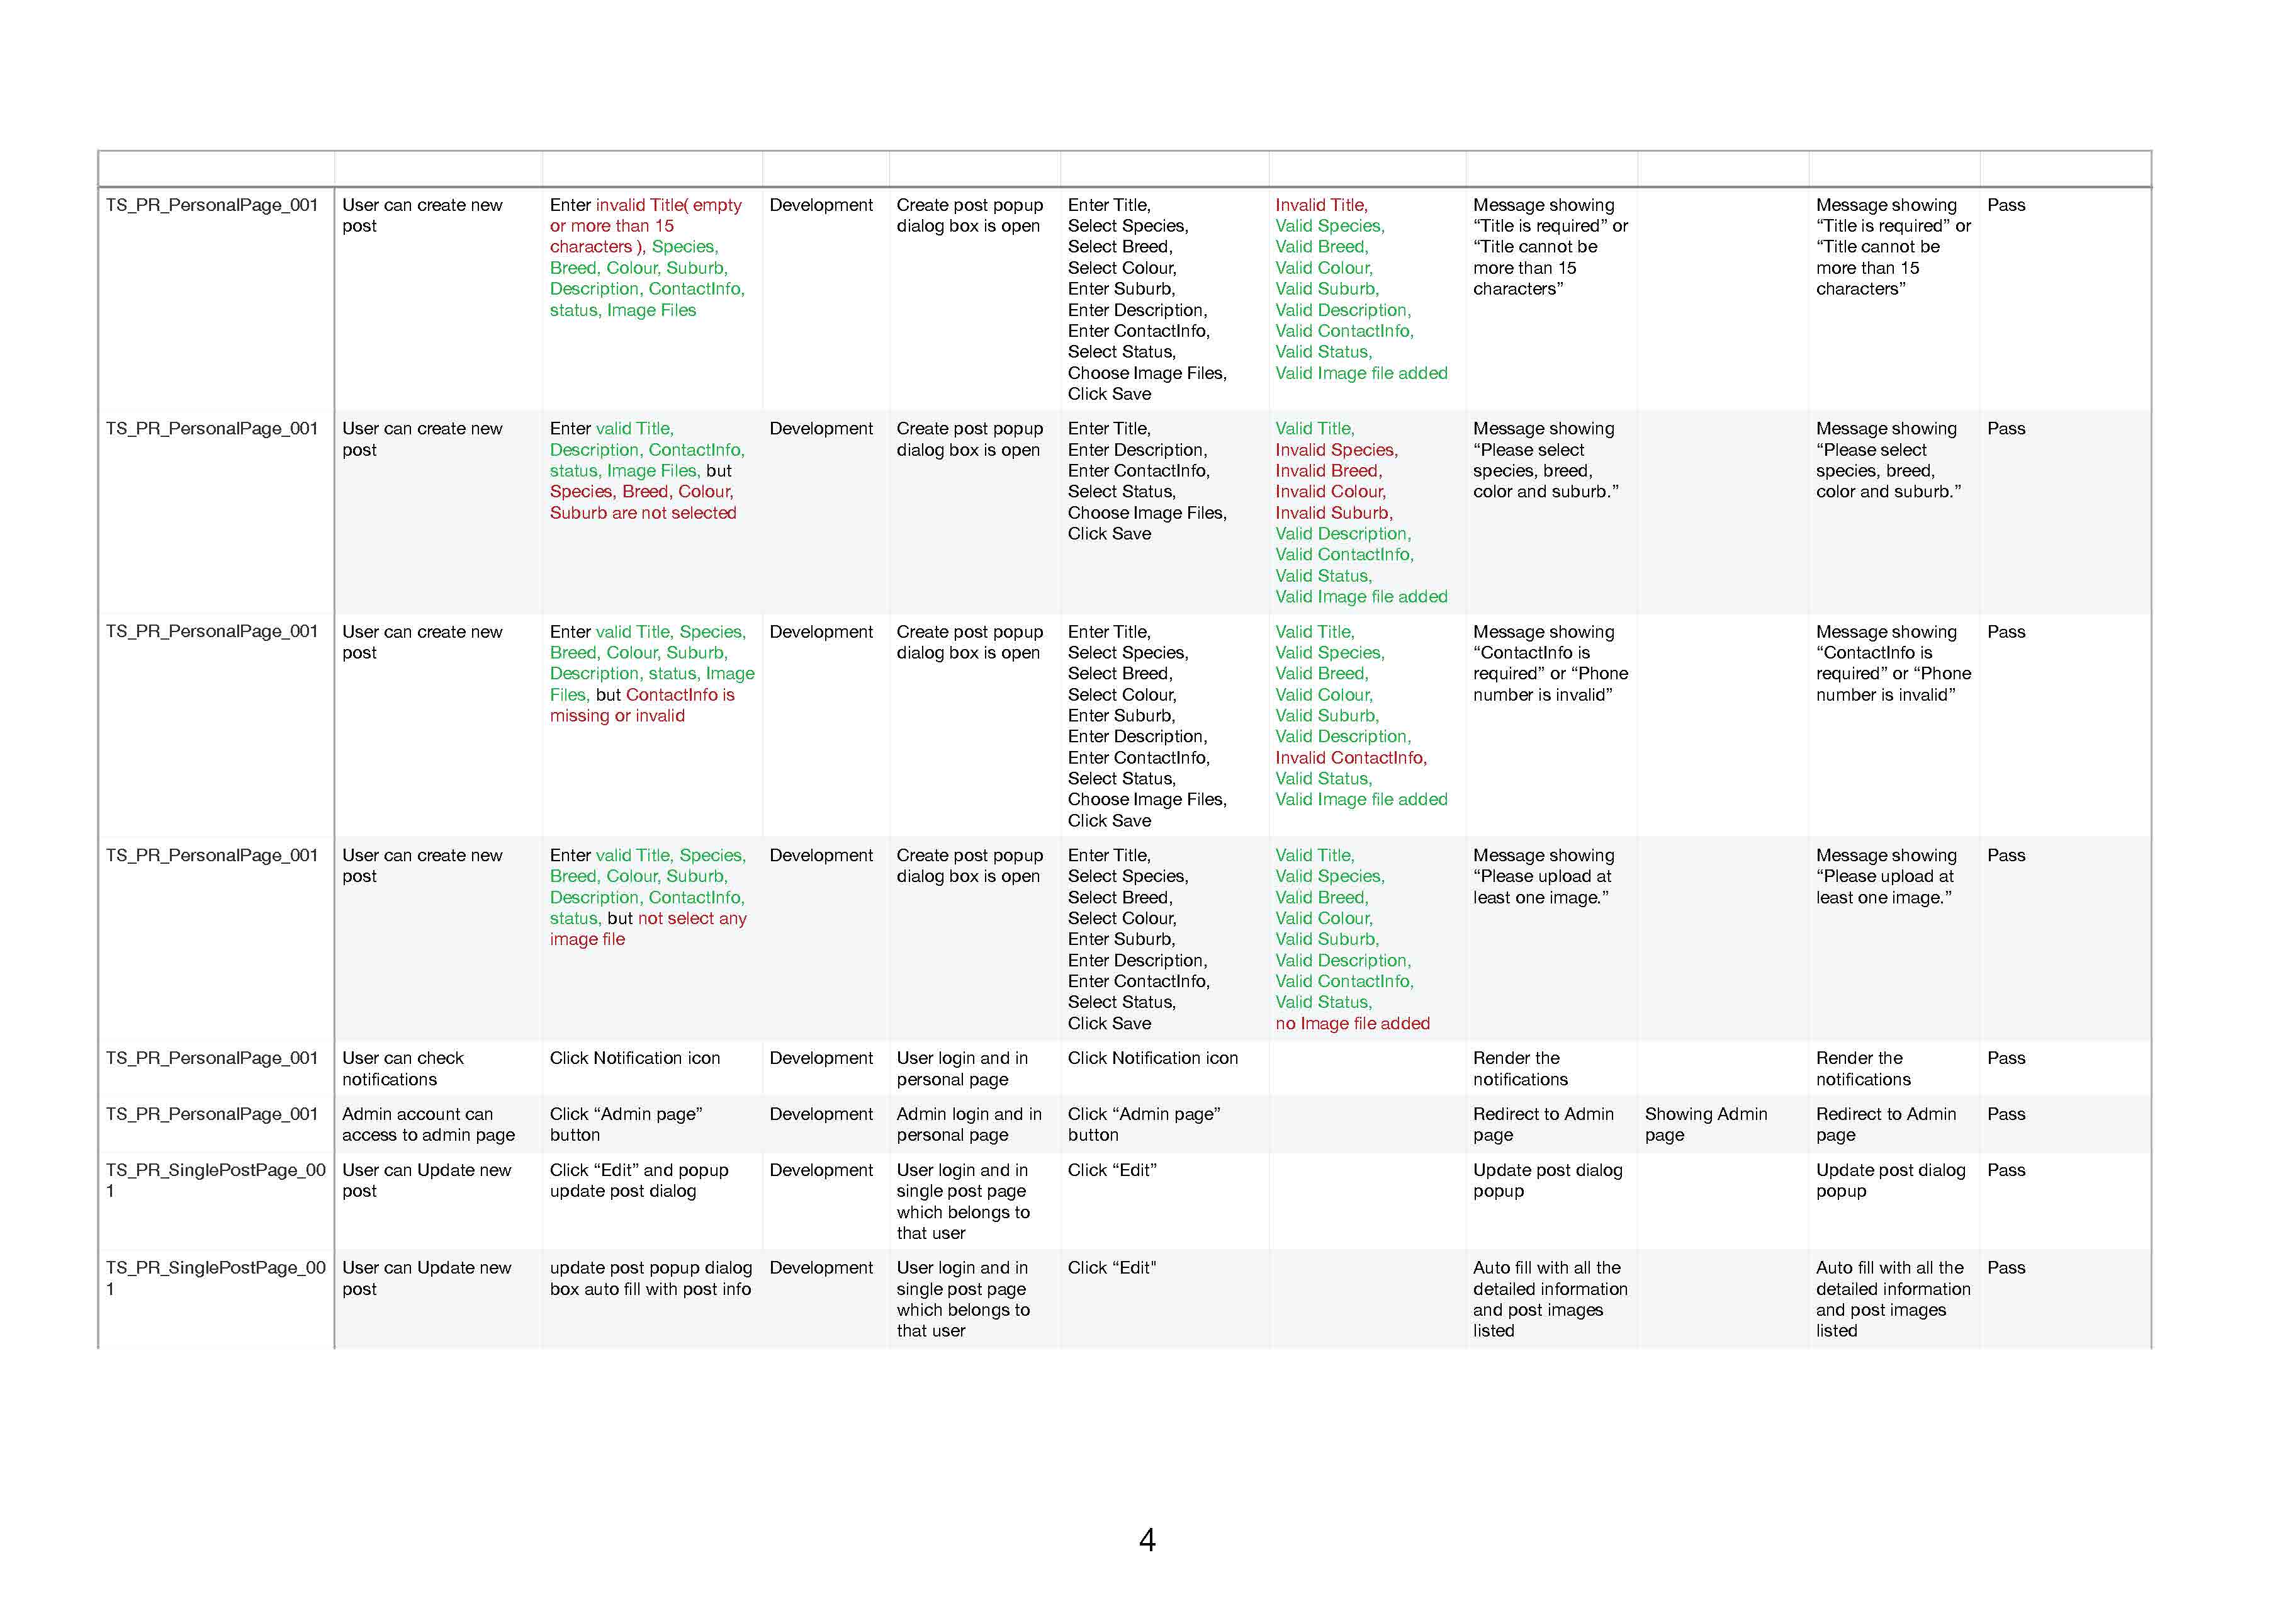 TS_PR_PersonalPage_001
User can create new
post
Enter invalid Title( empty
or more than 15
characters ), Species,
Breed, Colour, Suburb,
Description, ContactInfo,
status, Image Files
Development
Create post popup
dialog box is open
Enter Title,
Select Species,
Select Breed,
Select Colour,
Enter Suburb,
Enter Description,
Enter ContactInfo,
Select Status,
Choose Image Files,
Click Save
Invalid Title,
Valid Species,
Valid Breed,
Valid Colour,
Valid Suburb,
Valid Description,
Valid ContactInfo,
Valid Status,
Valid Image file added
Message showing
“Title is required” or
“Title cannot be
more than 15
characters”
Message showing
“Title is required” or
“Title cannot be
more than 15
characters”
Pass
TS_PR_PersonalPage_001
User can create new
post
Enter valid Title,
Description, ContactInfo,
status, Image Files, but
Species, Breed, Colour,
Suburb are not selected
Development
Create post popup
dialog box is open
Enter Title,
Enter Description,
Enter ContactInfo,
Select Status,
Choose Image Files,
Click Save
Valid Title,
Invalid Species,
Invalid Breed,
Invalid Colour,
Invalid Suburb,
Valid Description,
Valid ContactInfo,
Valid Status,
Valid Image file added
Message showing
“Please select
species, breed,
color and suburb.”
Message showing
“Please select
species, breed,
color and suburb.”
Pass
TS_PR_PersonalPage_001
User can create new
post
Enter valid Title, Species,
Breed, Colour, Suburb,
Description, status, Image
Files, but ContactInfo is
missing or invalid
Development
Create post popup
dialog box is open
Enter Title,
Select Species,
Select Breed,
Select Colour,
Enter Suburb,
Enter Description,
Enter ContactInfo,
Select Status,
Choose Image Files,
Click Save
Valid Title,
Valid Species,
Valid Breed,
Valid Colour,
Valid Suburb,
Valid Description,
Invalid ContactInfo,
Valid Status,
Valid Image file added
Message showing
“ContactInfo is
required” or “Phone
number is invalid”
Message showing
“ContactInfo is
required” or “Phone
number is invalid”
Pass
TS_PR_PersonalPage_001
User can create new
post
Enter valid Title, Species,
Breed, Colour, Suburb,
Description, ContactInfo,
status, but not select any
image file
Development
Create post popup
dialog box is open
Enter Title,
Select Species,
Select Breed,
Select Colour,
Enter Suburb,
Enter Description,
Enter ContactInfo,
Select Status,
Click Save
Valid Title,
Valid Species,
Valid Breed,
Valid Colour,
Valid Suburb,
Valid Description,
Valid ContactInfo,
Valid Status,
no Image file added
Message showing
“Please upload at
least one image.”
Message showing
“Please upload at
least one image.”
Pass
TS_PR_PersonalPage_001
User can check
notifications
Click Notification icon
Development
User login and in
personal page
Click Notification icon
Render the
notifications
Render the
notifications
Pass
TS_PR_PersonalPage_001
Admin account can
access to admin page
Click “Admin page”
button
Development
Admin login and in
personal page
Click “Admin page”
button
Redirect to Admin
page
Showing Admin
page
Redirect to Admin
page
Pass
TS_PR_SinglePostPage_00
1
User can Update new
post
Click “Edit” and popup
update post dialog
Development
User login and in
single post page
which belongs to
that user
Click “Edit”
Update post dialog
popup
Update post dialog
popup
Pass
TS_PR_SinglePostPage_00
1
User can Update new
post
update post popup dialog
box auto fill with post info
Development
User login and in
single post page
which belongs to
that user
Click “Edit"
Auto fill with all the
detailed information
and post images
listed
Auto fill with all the
detailed information
and post images
listed
Pass
4